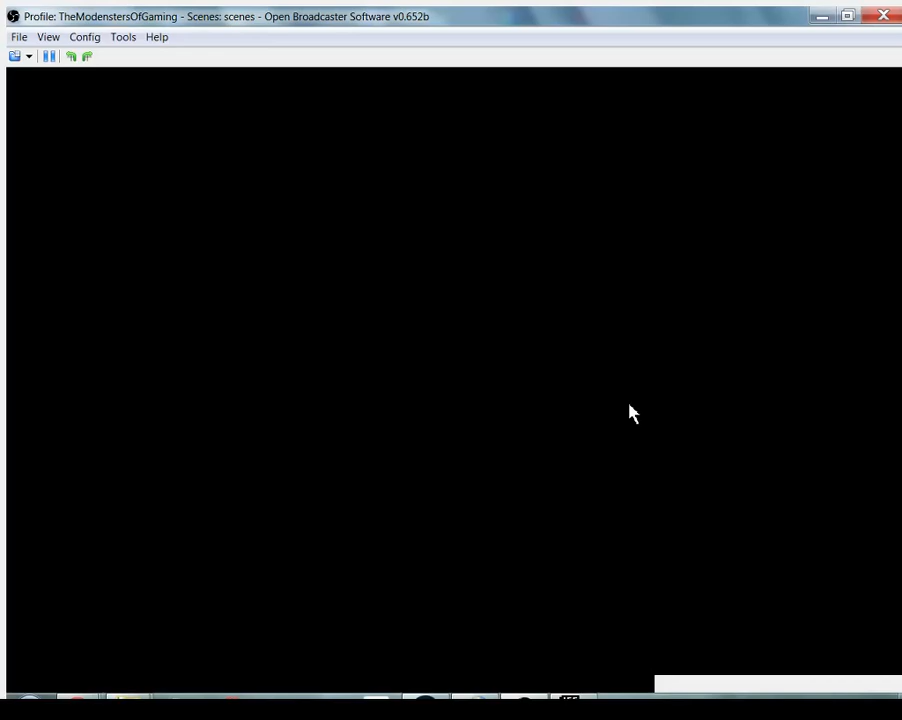 Profile: TheModenstersOfGaming - Scenes: scenes - Open Broadcaster Software v0.652b
File View Config Tools Help